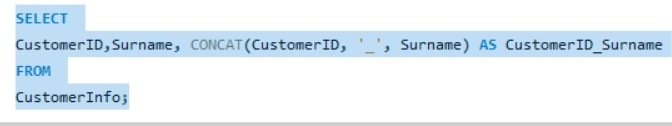 SELECT
CustomerID,Surname, CONCAT(CustomerID, '_', Surname) AS CustomerID_Surname
FROM
CustomerInfo;